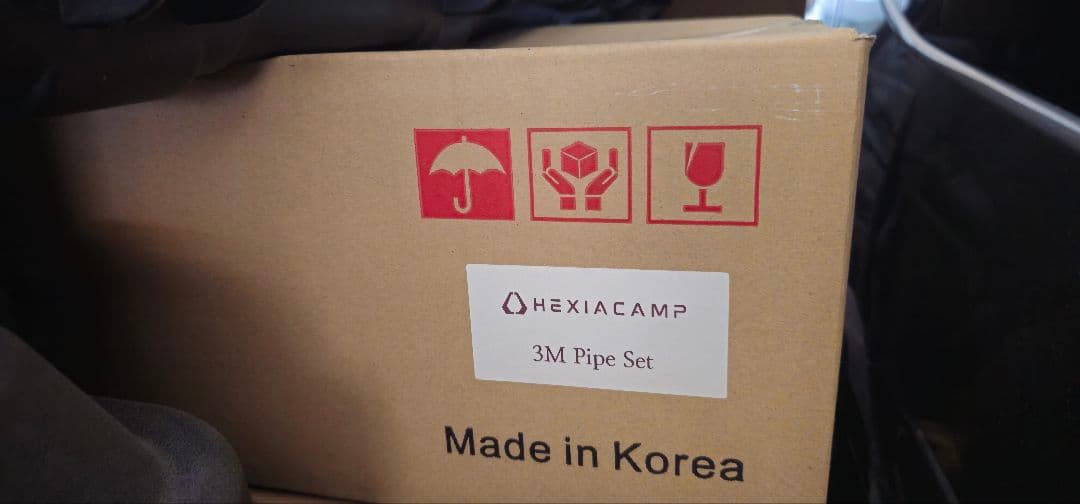 HEXIACAMP
3M Pipe Set
Made in Korea